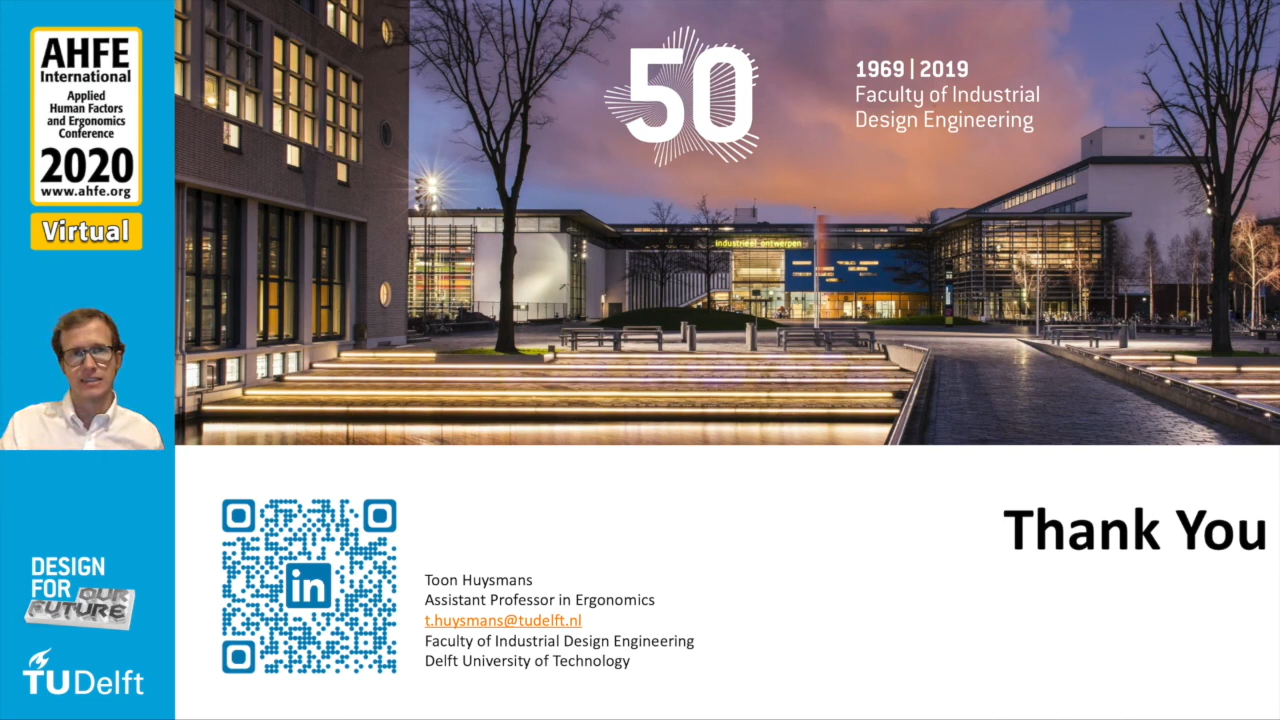 AHFE
International
Applied
Human Factors
and Ergonomics
Conference
2020
www.ahfe.org
Virtual
50
1969 | 2019
Faculty of Industrial
Design Engineering
industrieel ontwerpen
Thank You
in
Toon Huysmans
Assistant Professor in Ergonomics
t.huysmans@tudelft.nl
Faculty of Industrial Design Engineering
Delft University of Technology
DESIGN
FOR OUR
FUTURE
TUDelft